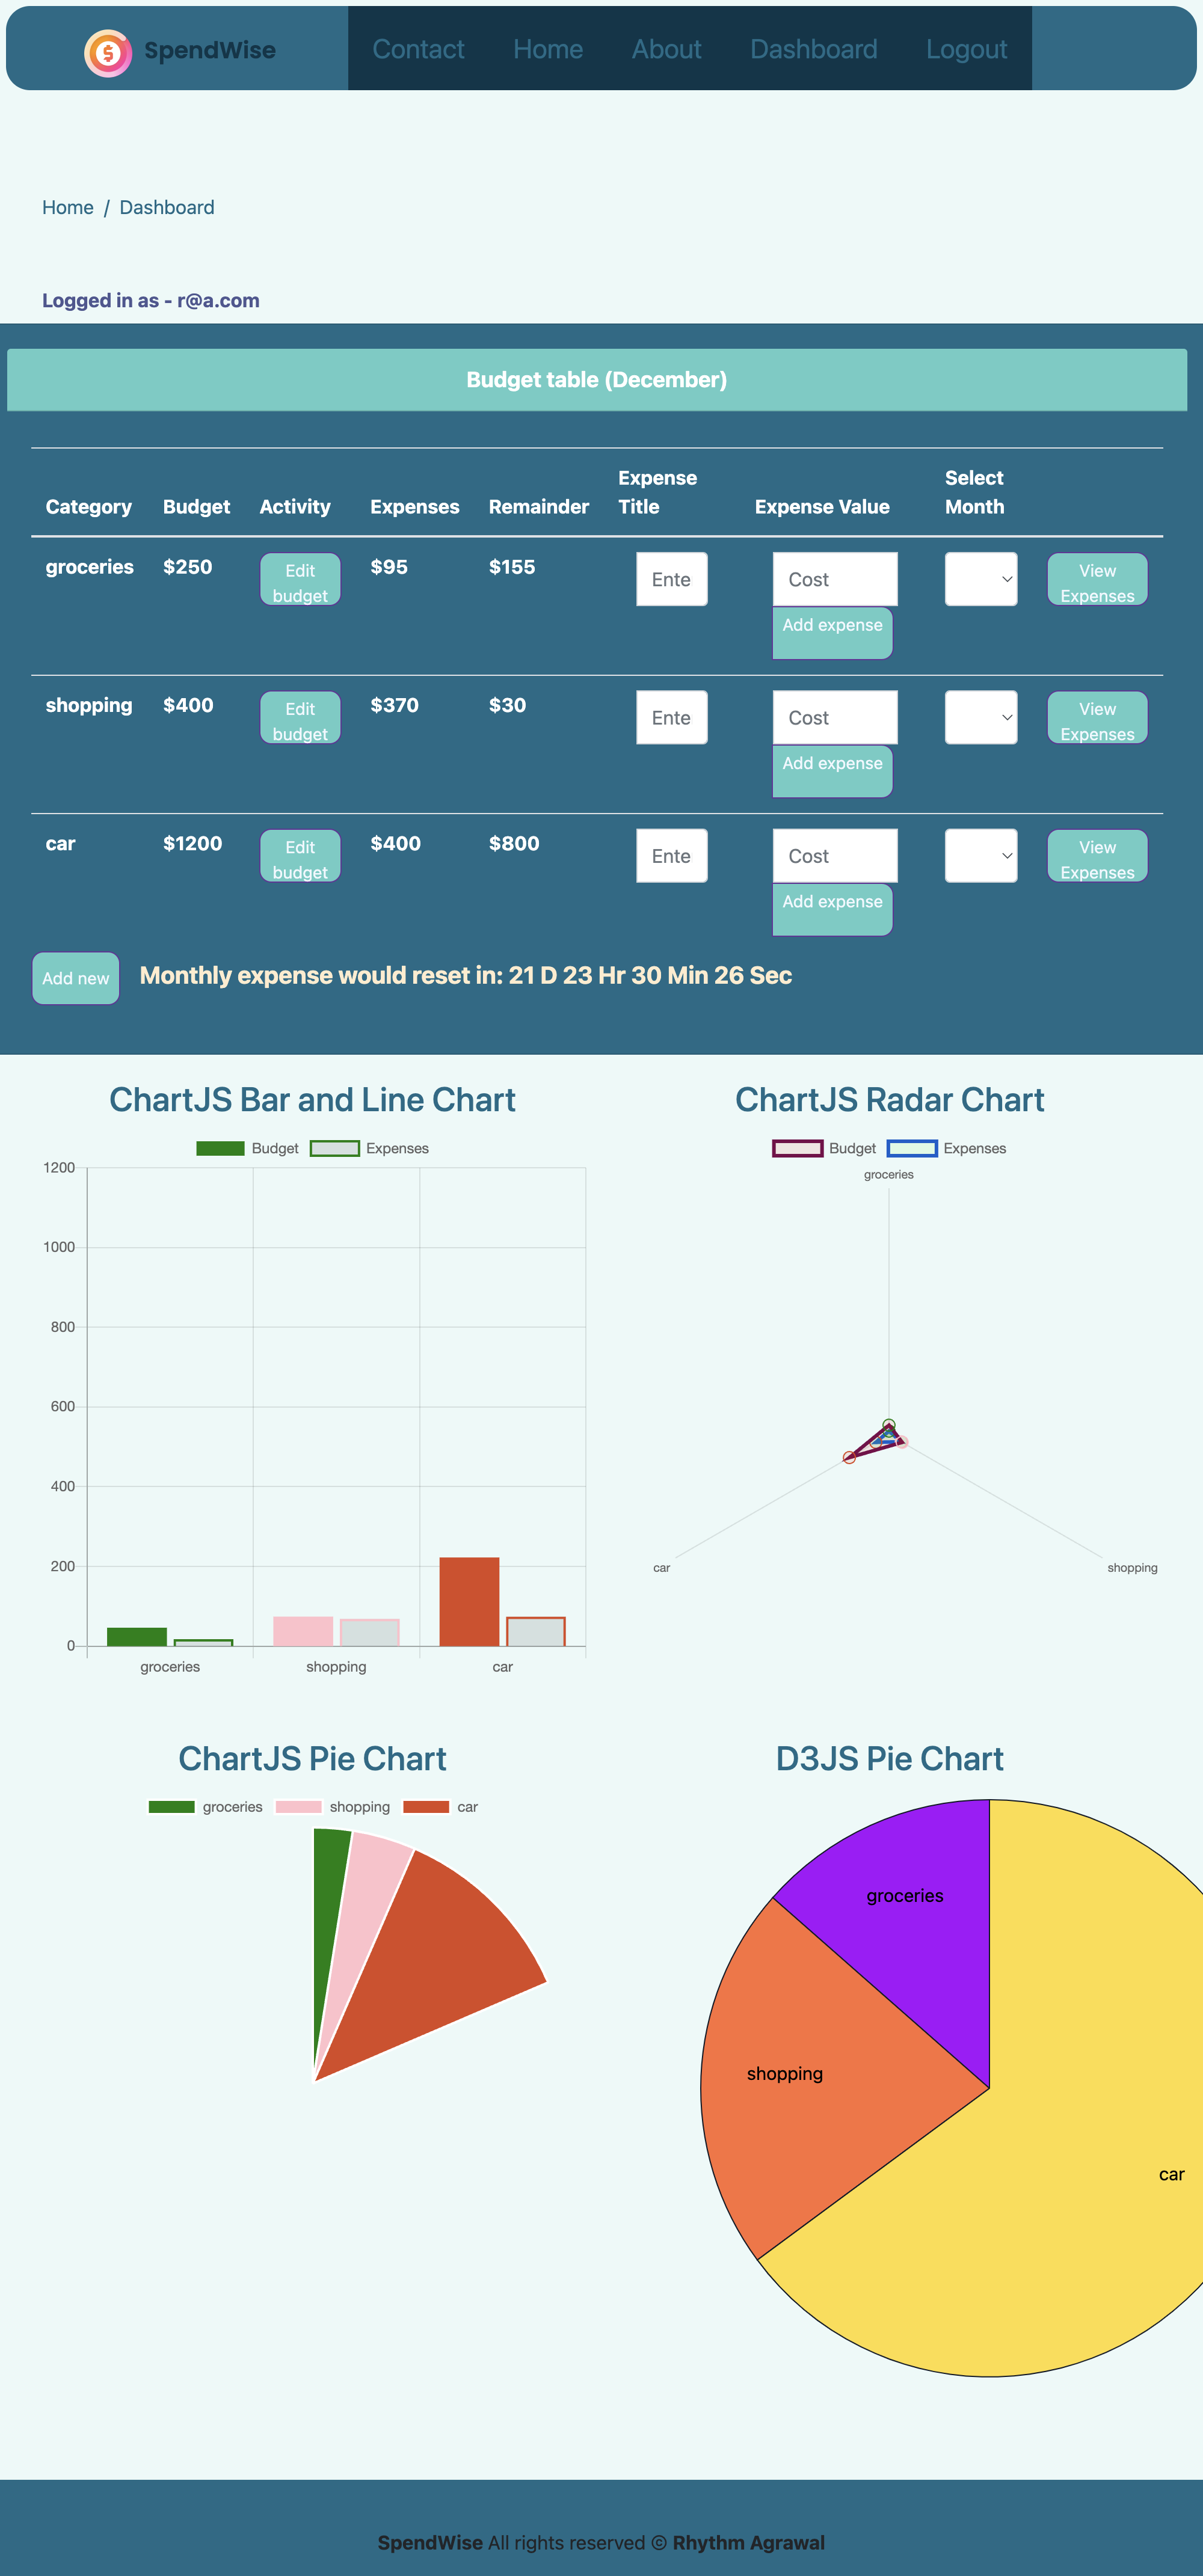 SpendWise Contact Home About Dashboard Logout
Home / Dashboard
Logged in as - r@a.com
Budget table (December)
Category Budget Activity Expenses Remainder Expense Title Expense Value Select Month
groceries $250 Edit budget $95 $155 Ente Cost View Expenses
Add expense
shopping $400 Edit budget $370 $30 Ente Cost View Expenses
Add expense
car $1200 Edit budget $400 $800 Ente Cost View Expenses
Add expense
Add new Monthly expense would reset in: 21 D 23 Hr 30 Min 26 Sec
ChartJS Bar and Line Chart
Budget Expenses
1200
1000
800
600
400
200
0
groceries shopping car
ChartJS Radar Chart
Budget Expenses
groceries
car shopping
ChartJS Pie Chart
groceries shopping car
D3JS Pie Chart
groceries
shopping
car
SpendWise All rights reserved © Rhythm Agrawal